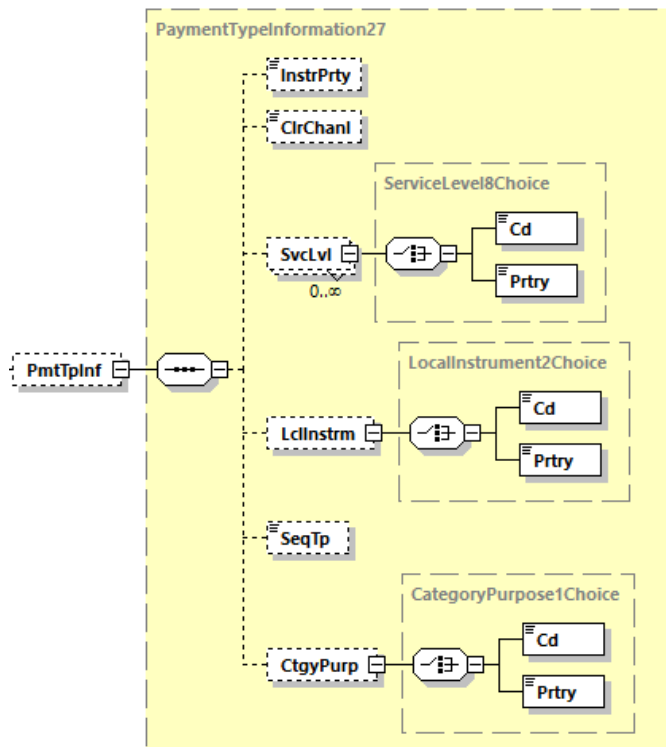 PaymentTypeInformation27
InstrPrty
ClrChanl
ServiceLevel8Choice
Cd
SvcLvl
Prtry
0..∞
PmtTpInf
LocalInstrument2Choice
Cd
LclInstrm
Prtry
SeqTp
CategoryPurpose1Choice
Cd
CtgyPurp
Prtry